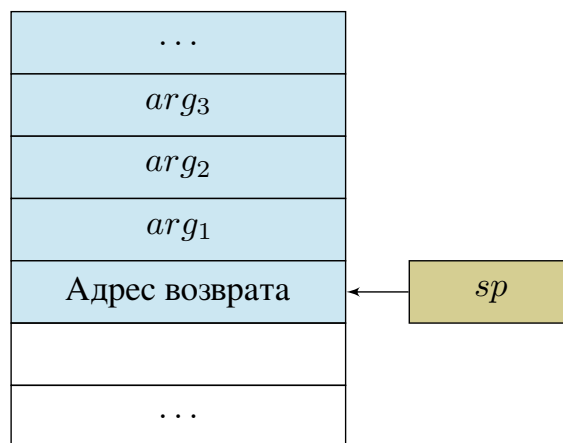 ...
arg₃
arg₂
arg₁
Адрес возврата
sp
...